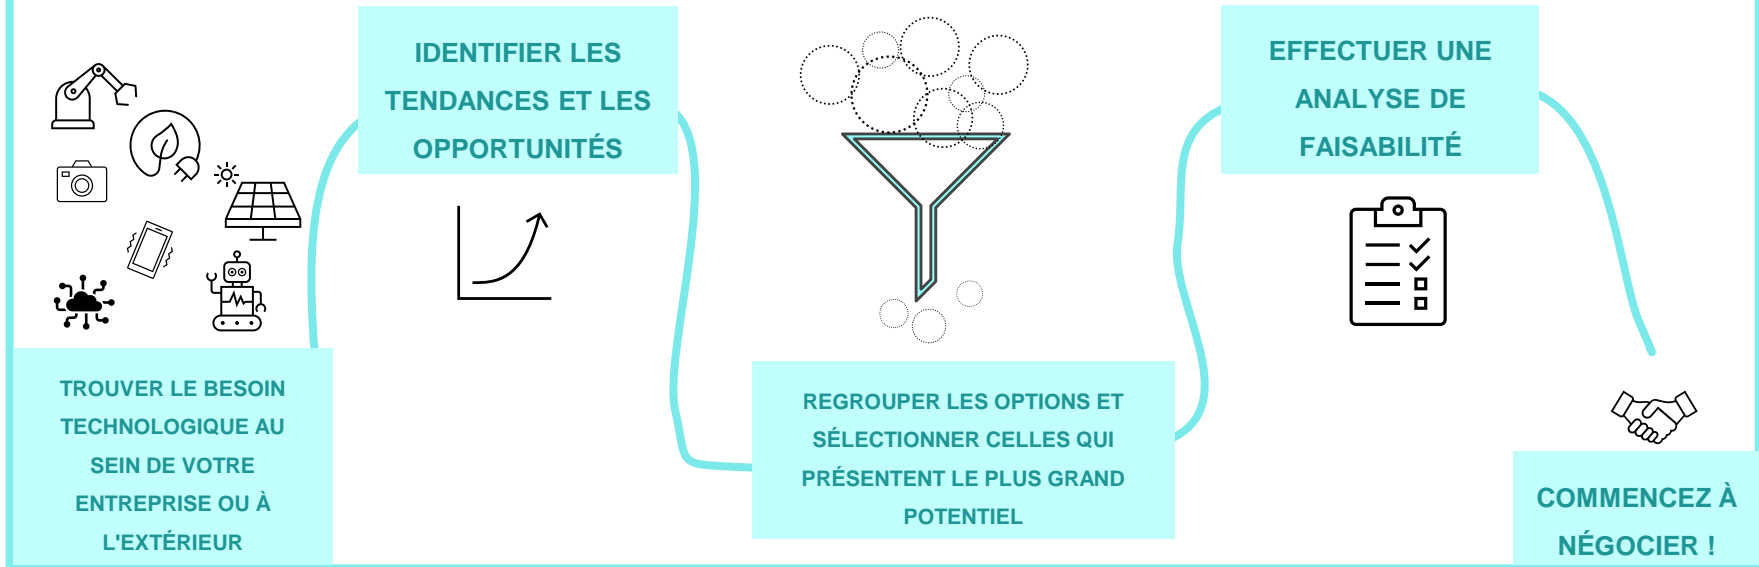 TROUVER LE BESOIN
TECHNOLOGIQUE AU
SEIN DE VOTRE
ENTREPRISE OU À
L'EXTÉRIEUR
IDENTIFIER LES
TENDANCES ET LES
OPPORTUNITÉS
REGROUPER LES OPTIONS ET
SÉLECTIONNER CELLES QUI
PRÉSENTENT LE PLUS GRAND
POTENTIEL
EFFECTUER UNE
ANALYSE DE
FAISABILITÉ
COMMENCEZ À
NÉGOCIER !